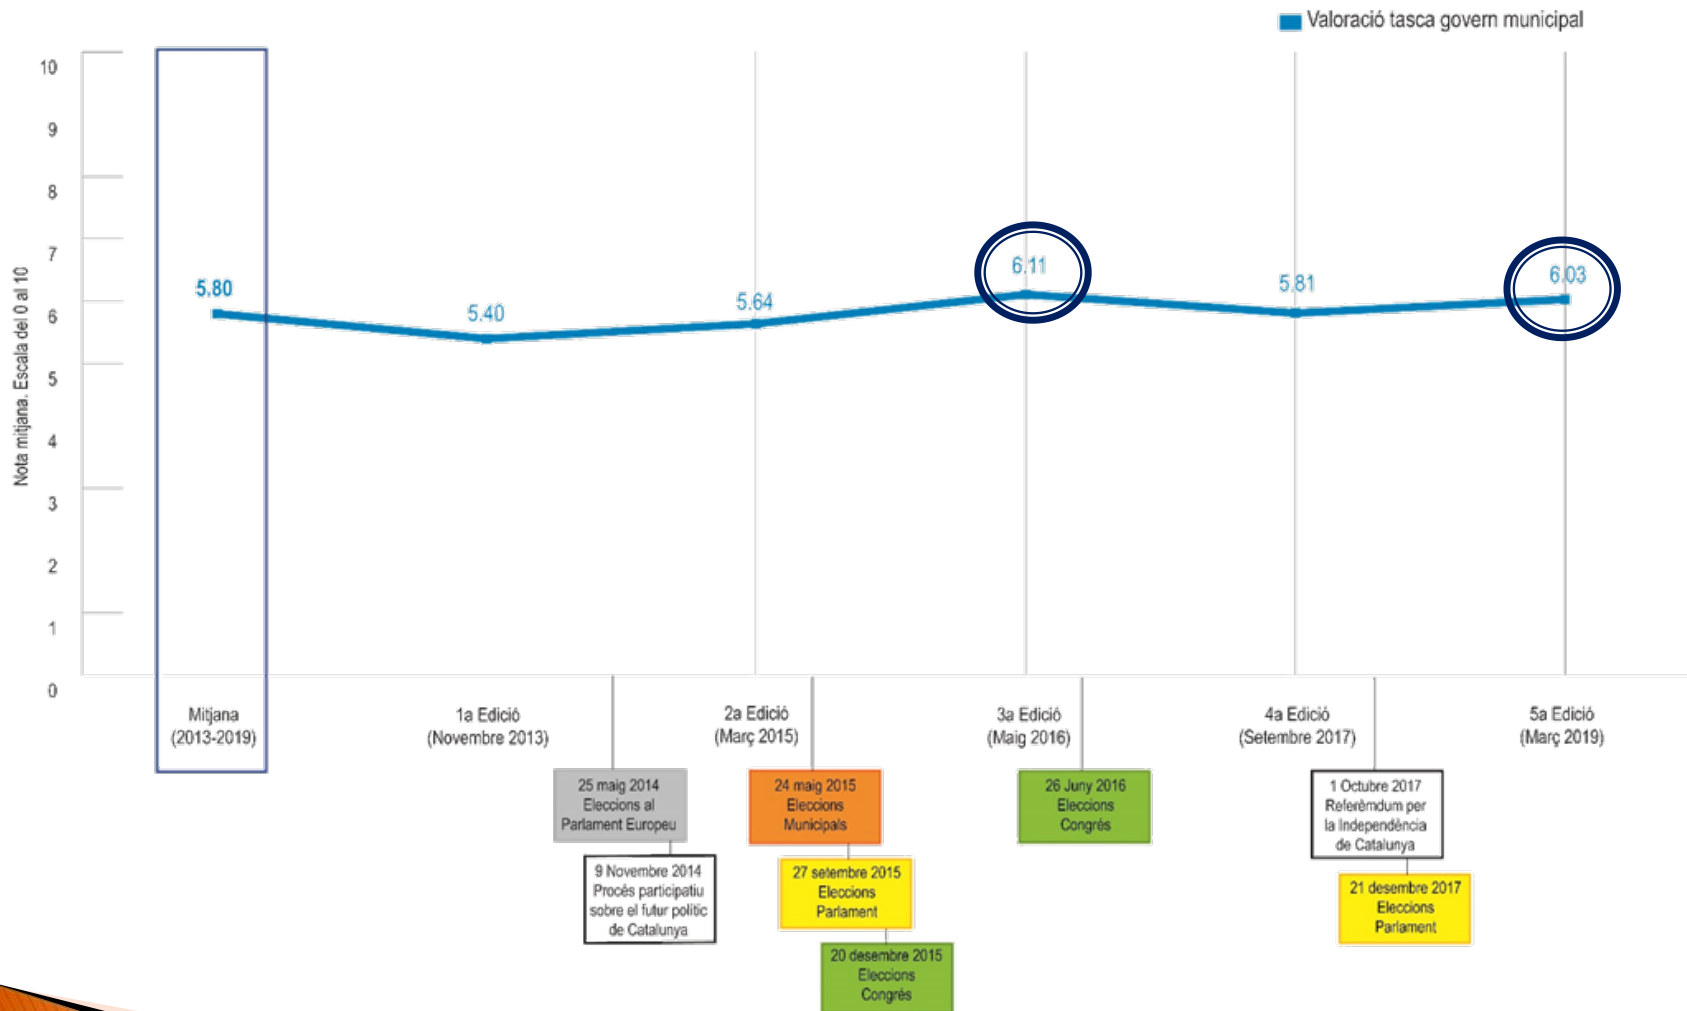 Valoració tasca govern municipal
Nota mitjana. Escala del 0 al 10
10
9
8
7
6
5
4
3
2
1
0
5.80
5.40
5.64
6.11
5.81
6.03
Mitjana
(2013-2019)
1a Edició
(Novembre 2013)
2a Edició
(Març 2015)
3a Edició
(Maig 2016)
4a Edició
(Setembre 2017)
5a Edició
(Març 2019)
25 maig 2014
Eleccions al
Parlament Europeu
9 Novembre 2014
Procés participatiu
sobre el futur polític
de Catalunya
24 maig 2015
Eleccions
Municipals
27 setembre 2015
Eleccions
Parlament
20 desembre 2015
Eleccions
Congrés
26 Juny 2016
Eleccions
Congrés
1 Octubre 2017
Referèmdum per
la Independència
de Catalunya
21 desembre 2017
Eleccions
Parlament